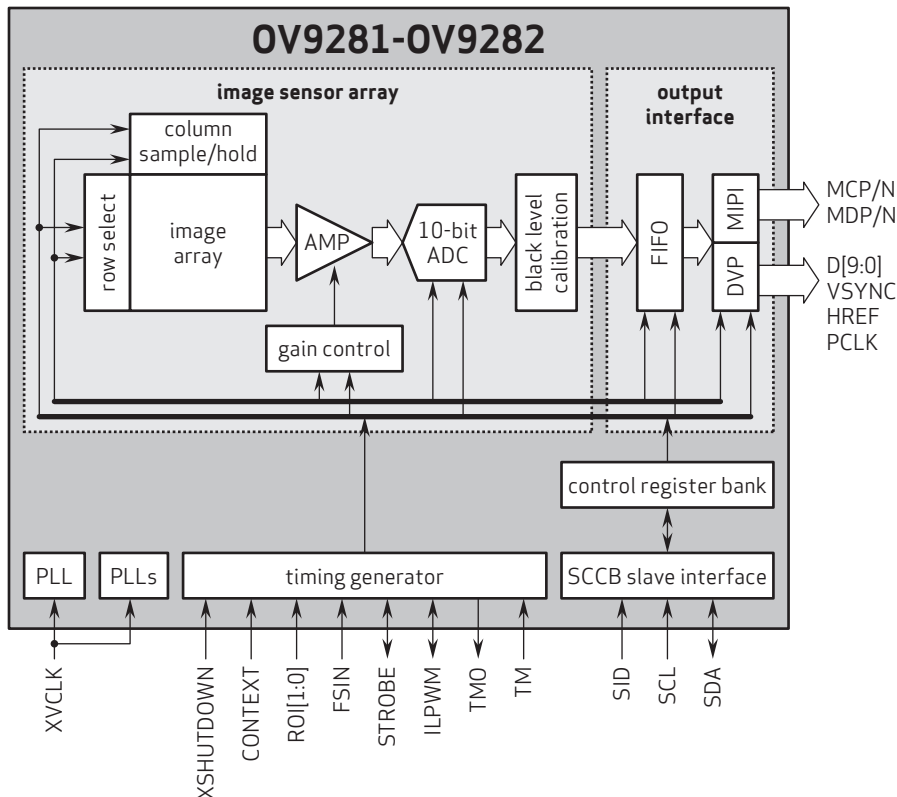 OV9281-OV9282
image sensor array
output
interface
column
sample/hold
row select
image
array
AMP
10-bit
ADC
black level
calibration
FIFO
MIPI
DVP
MCP/N
MDP/N
D[9:0]
VSYNC
HREF
PCLK
gain control
control register bank
PLL
PLLs
timing generator
SCCB slave interface
XVCLK
XSHUTDOWN
CONTEXT
ROI[1:0]
FSIN
STROBE
ILPWM
TMO
TM
SID
SCL
SDA